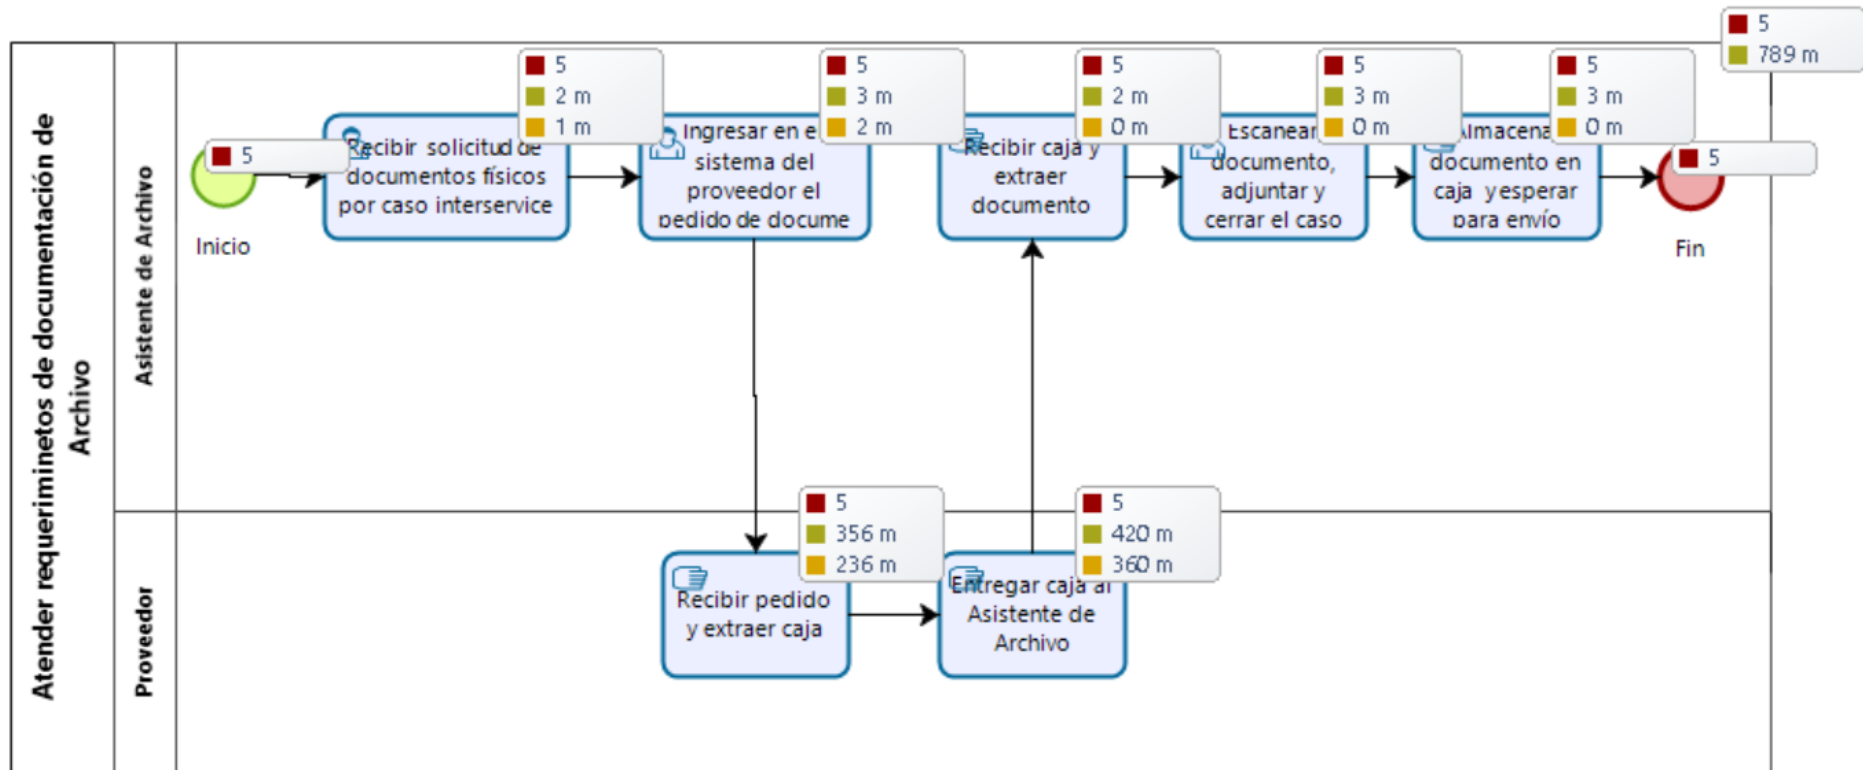 Atender requeriminetos de documentación de
Archivo
Asistente de Archivo
Proveedor
5
789 m
5
Inicio
5
2 m
1 m
Recibir solicitud de
documentos físicos
por caso interservice
5
3 m
2 m
Ingresar en e
sistema del
proveedor el
pedido de docume
5
2 m
0 m
Recibir caja y
extraer
documento
5
3 m
0 m
Escanear
documento,
adjuntar y
cerrar el caso
5
3 m
0 m
Almacena
documento en
caja y esperar
para envío
5
Fin
5
356 m
236 m
Recibir pedido
y extraer caja
5
420 m
360 m
Entregar caja al
Asistente de
Archivo